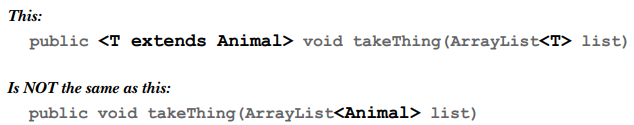 This:
public <T extends Animal> void takeThing(ArrayList<T> list)
Is NOT the same as this:
public void takeThing(ArrayList<Animal> list)